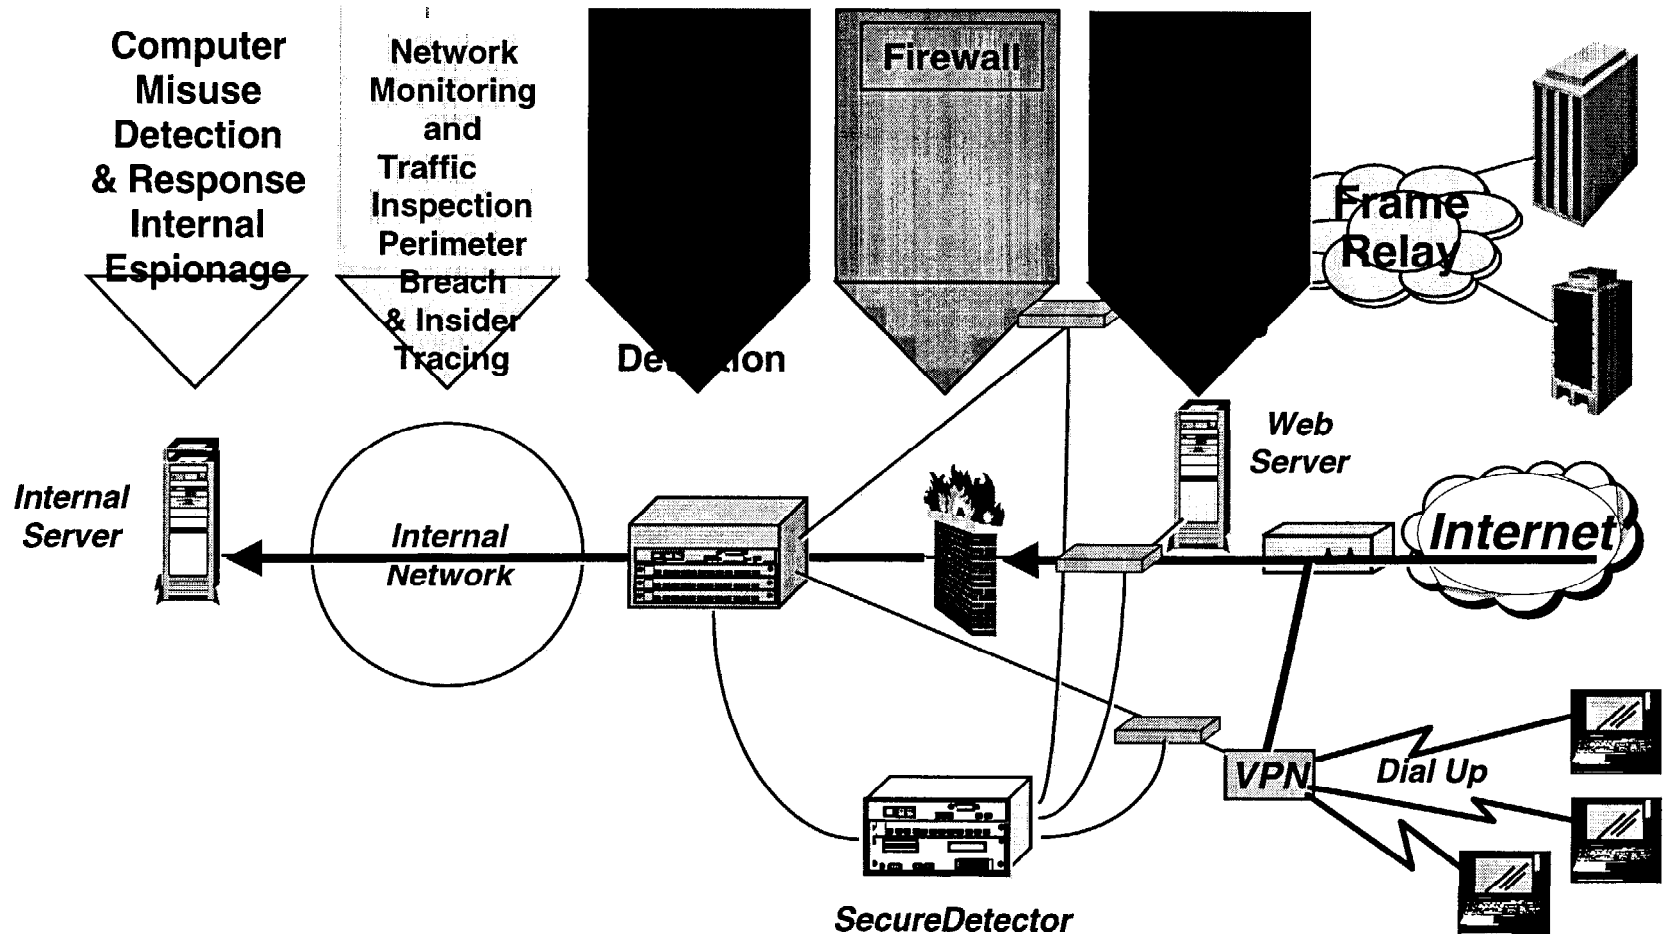 Computer
Misuse
Detection
& Response
Internal
Espionage
Network
Monitoring
and
Traffic
Inspection
Perimeter
Breach
& Insider
Tracing
Firewall
Frame
Relay
Web
Server
Internal
Server
Internal
Network
Internet
VPN
Dial Up
SecureDetector